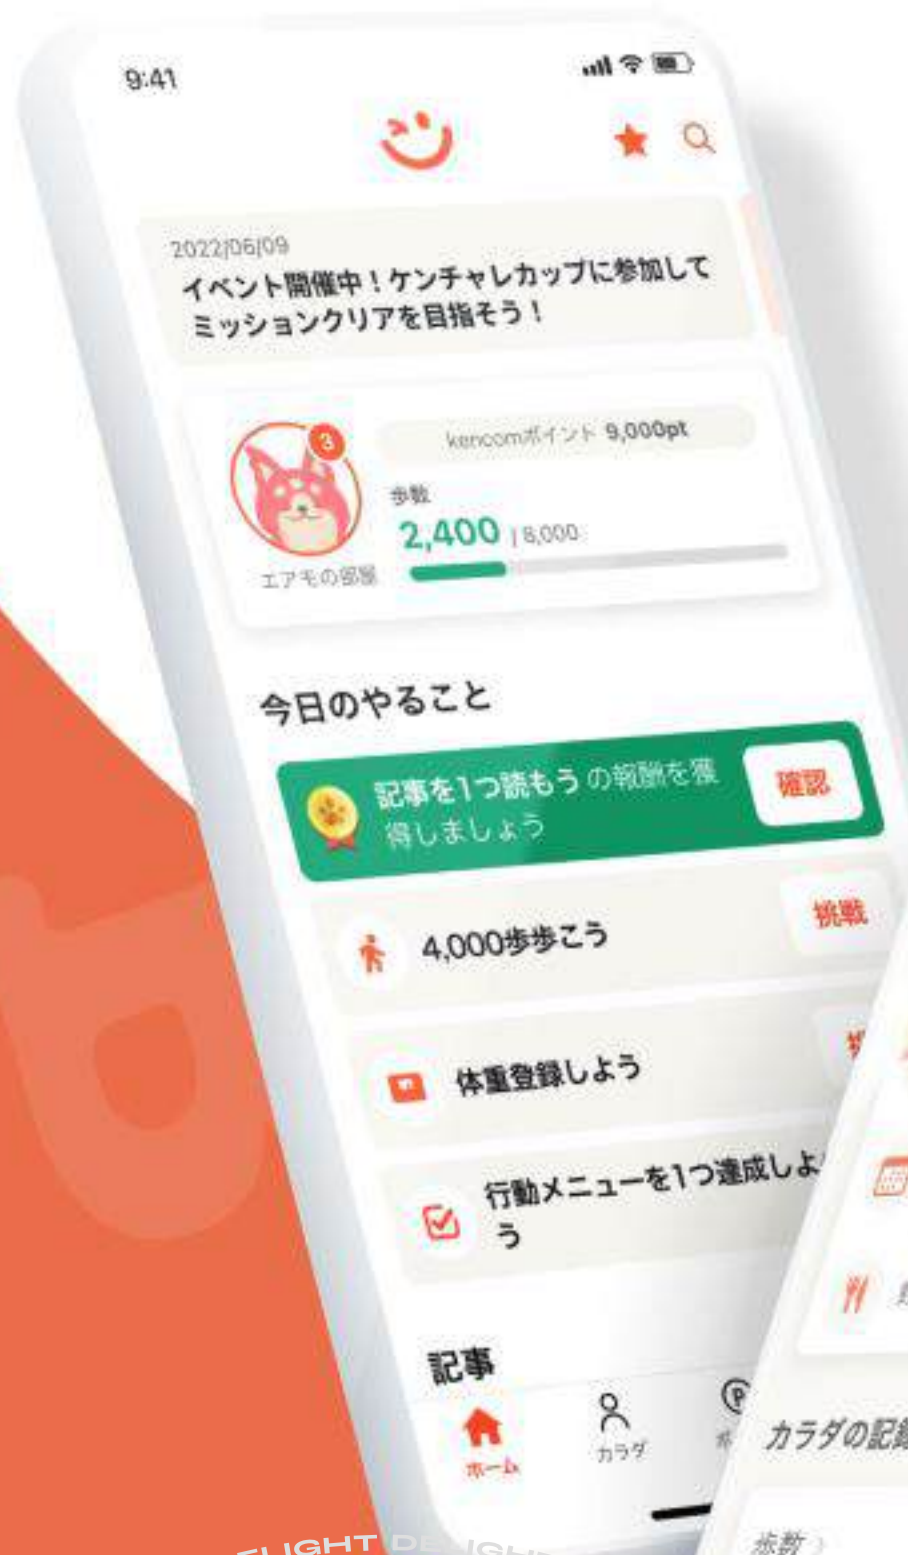 9:41
2022/06/09
イベント開催中！ケンチャレカップに参加して
ミッションクリアを目指そう！
3
kencomポイント 9,000pt
歩数
2,400 / 8,000
エアモの部屋
今日のやること
記事を1つ読もう の報酬を獲
得しましょう
確認
4,000歩歩こう
挑戦
体重登録しよう
行動メニューを1つ達成しよ
う
記事
ホーム
カラダ
カラダの記録
歩数